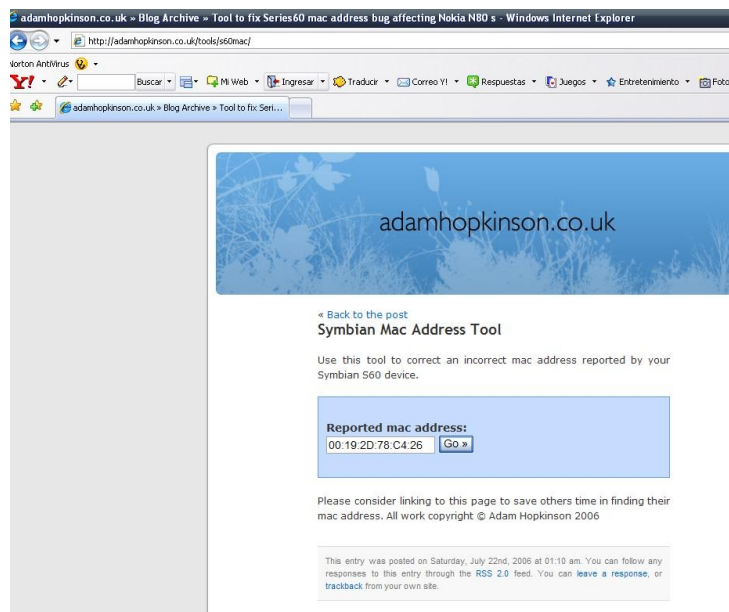 adamhopkinson.co.uk » Blog Archive » Tool to fix Series60 mac address bug affecting Nokia N80 s - Windows Internet Explorer
http://adamhopkinson.co.uk/tools/s60mac/
Norton AntiVirus
Y! Buscar Mi Web Ingresar Traducir Correo Y! Respuestas Juegos Entretenimiento Foto
adamhopkinson.co.uk » Blog Archive » Tool to fix Seri...
adamhopkinson.co.uk
« Back to the post
Symbian Mac Address Tool
Use this tool to correct an incorrect mac address reported by your
Symbian S60 device.
Reported mac address:
00:19:2D:78:C4:26 Go »
Please consider linking to this page to save others time in finding their
mac address. All work copyright © Adam Hopkinson 2006
This entry was posted on Saturday, July 22nd, 2006 at 01:10 am. You can follow any
responses to this entry through the RSS 2.0 feed. You can leave a response, or
trackback from your own site.